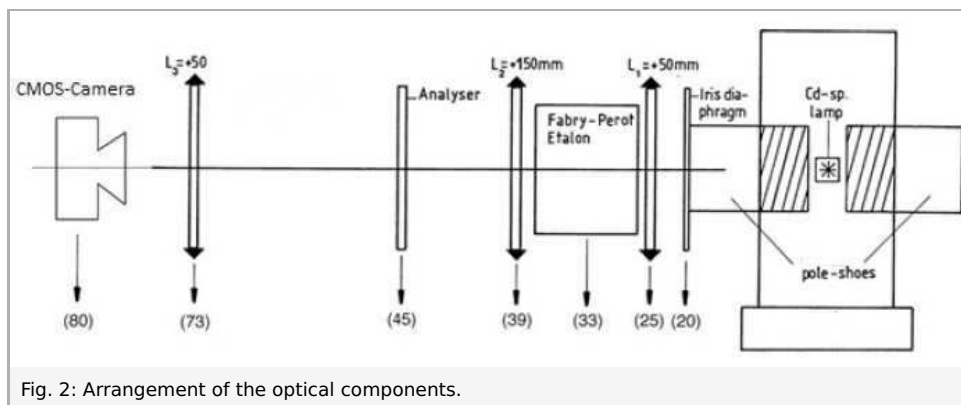 CMOS-Camera
L₃=+50
Analyser
L₂=+150mm
Fabry-Perot
Etalon
L₁=+50mm
Iris dia-
phragm
Cd-sp.
lamp
pole-shoes
(80)
(73)
(45)
(39)
(33)
(25)
(20)
Fig. 2: Arrangement of the optical components.